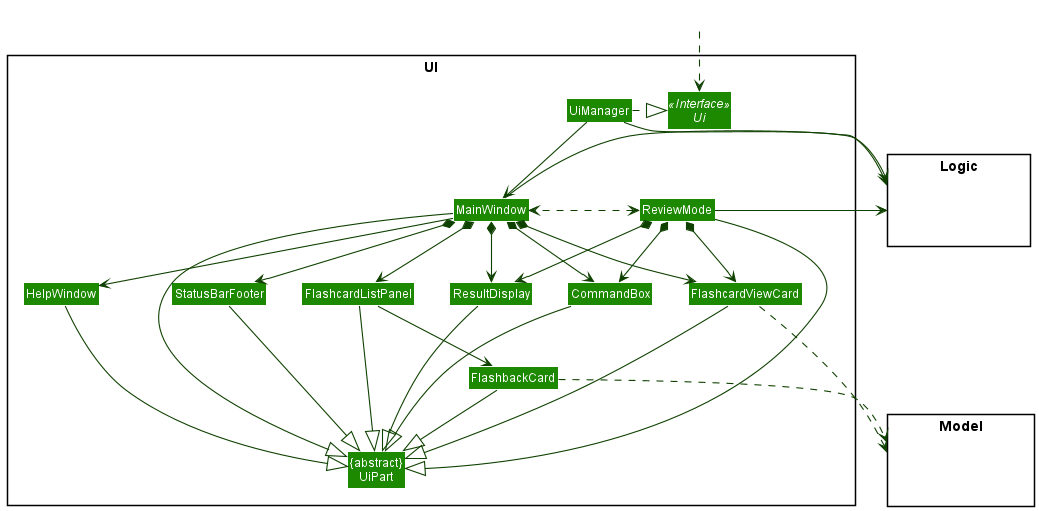 UI
UiManager
«Interface»
Ui
Logic
MainWindow
ReviewMode
HelpWindow
StatusBarFooter
FlashcardListPanel
ResultDisplay
CommandBox
FlashcardViewCard
FlashbackCard
Model
{abstract}
UiPart